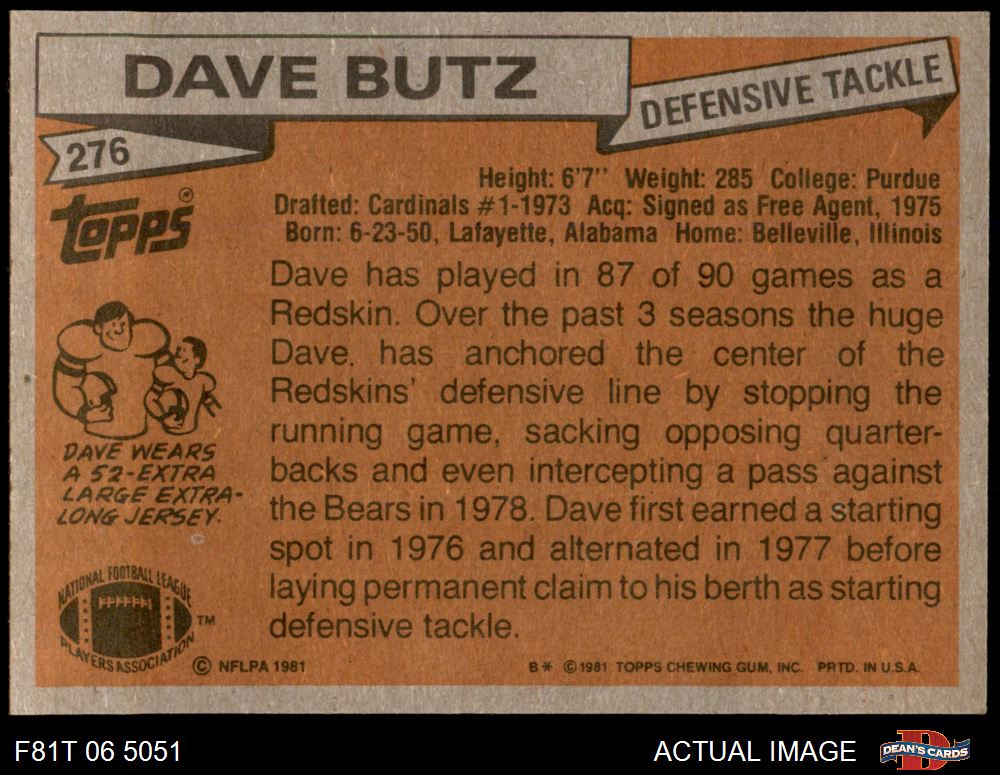 DAVE BUTZ
DEFENSIVE TACKLE
276
Topps®
Height: 6'7'' Weight: 285 College: Purdue
Drafted: Cardinals #1-1973 Acq: Signed as Free Agent, 1975
Born: 6-23-50, Lafayette, Alabama Home: Belleville, Illinois
Dave has played in 87 of 90 games as a
Redskin. Over the past 3 seasons the huge
Dave. has anchored the center of the
Redskins' defensive line by stopping the
running game, sacking opposing quarter-
backs and even intercepting a pass against
the Bears in 1978. Dave first earned a starting
spot in 1976 and alternated in 1977 before
laying permanent claim to his berth as starting
defensive tackle.
DAVE WEARS
A 52-EXTRA
LARGE EXTRA-
LONG JERSEY.
NATIONAL FOOTBALL LEAGUE
PLAYERS ASSOCIATION
TM
© NFLPA 1981
B* © 1981 TOPPS CHEWING GUM, INC. PRTD. IN U.S.A.
F81T 06 5051
ACTUAL IMAGE
DEAN'S CARDS